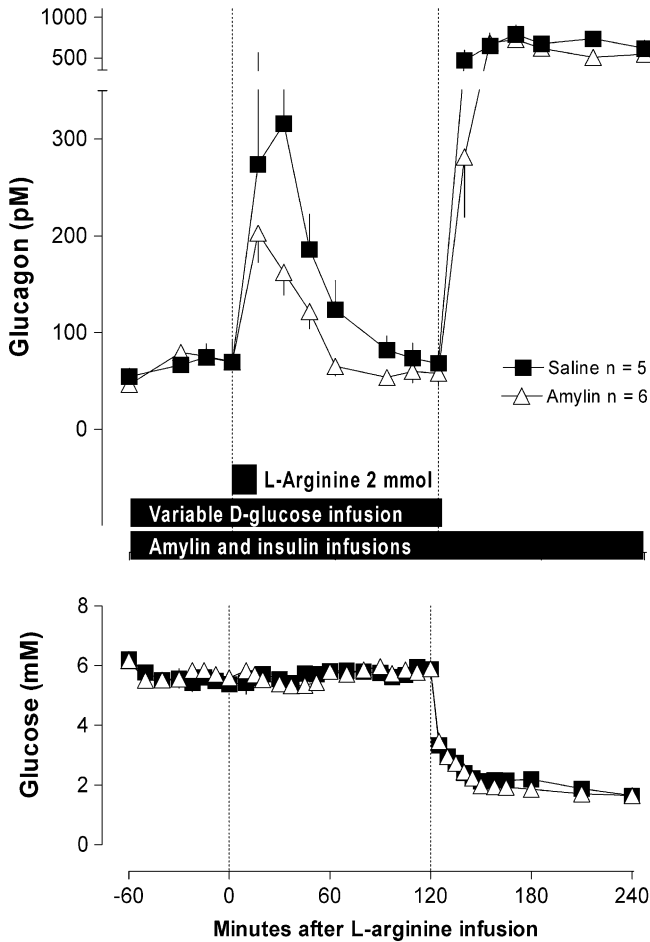 1000
500
300
200
100
0
Glucagon (pM)
Saline n = 5
Amylin n = 6
L-Arginine 2 mmol
Variable D-glucose infusion
Amylin and insulin infusions
8
6
4
2
0
Glucose (mM)
-60 0 60 120 180 240
Minutes after L-arginine infusion